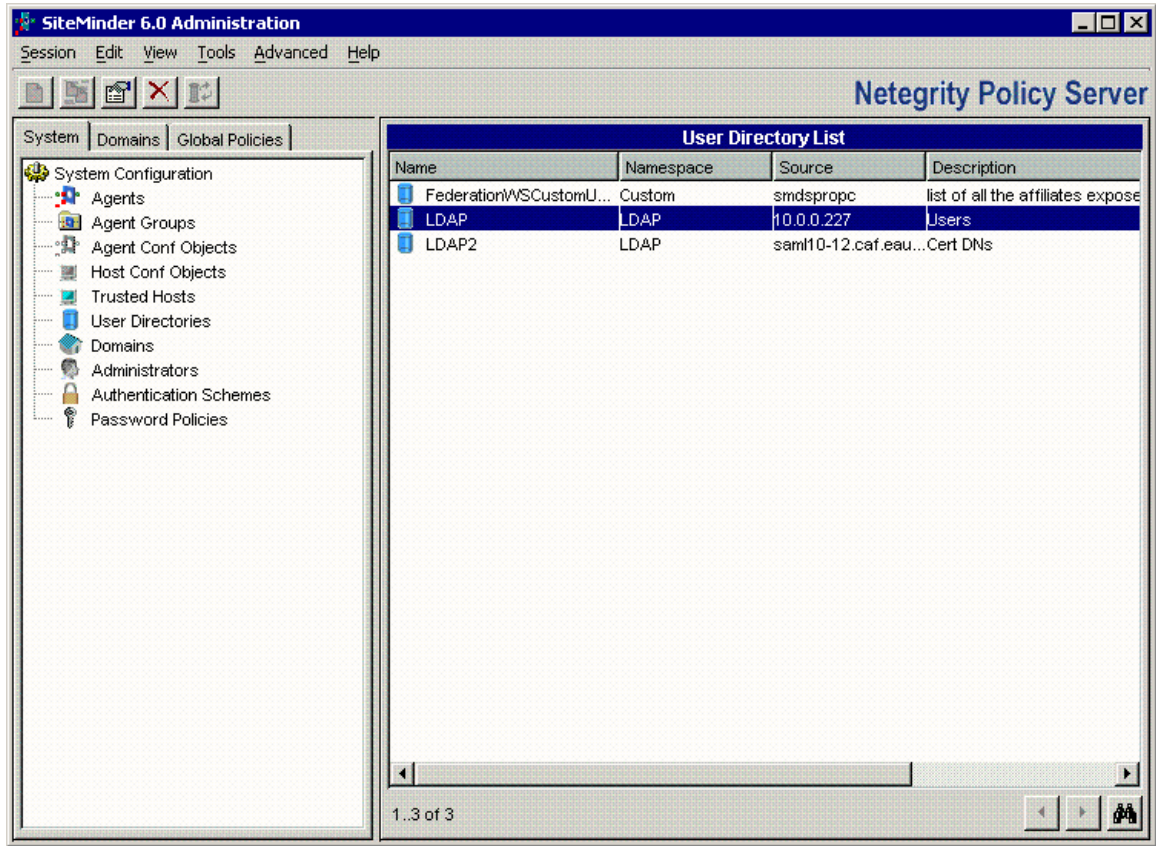 SiteMinder 6.0 Administration
Session Edit View Tools Advanced Help
Netegrity Policy Server
System Domains Global Policies
System Configuration
Agents
Agent Groups
Agent Conf Objects
Host Conf Objects
Trusted Hosts
User Directories
Domains
Administrators
Authentication Schemes
Password Policies
User Directory List
Name Namespace Source Description
FederationWSCustomU... Custom smdspropc list of all the affiliates expose
LDAP LDAP 10.0.0.227 Users
LDAP2 LDAP saml10-12.caf.eau... Cert DNs
1..3 of 3